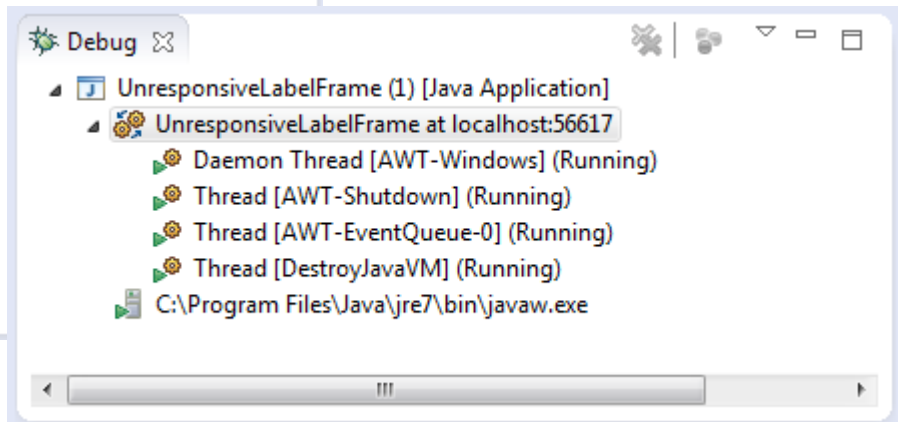 Debug
UnresponsiveLabelFrame (1) [Java Application]
UnresponsiveLabelFrame at localhost:56617
Daemon Thread [AWT-Windows] (Running)
Thread [AWT-Shutdown] (Running)
Thread [AWT-EventQueue-0] (Running)
Thread [DestroyJavaVM] (Running)
C:\Program Files\Java\jre7\bin\javaw.exe